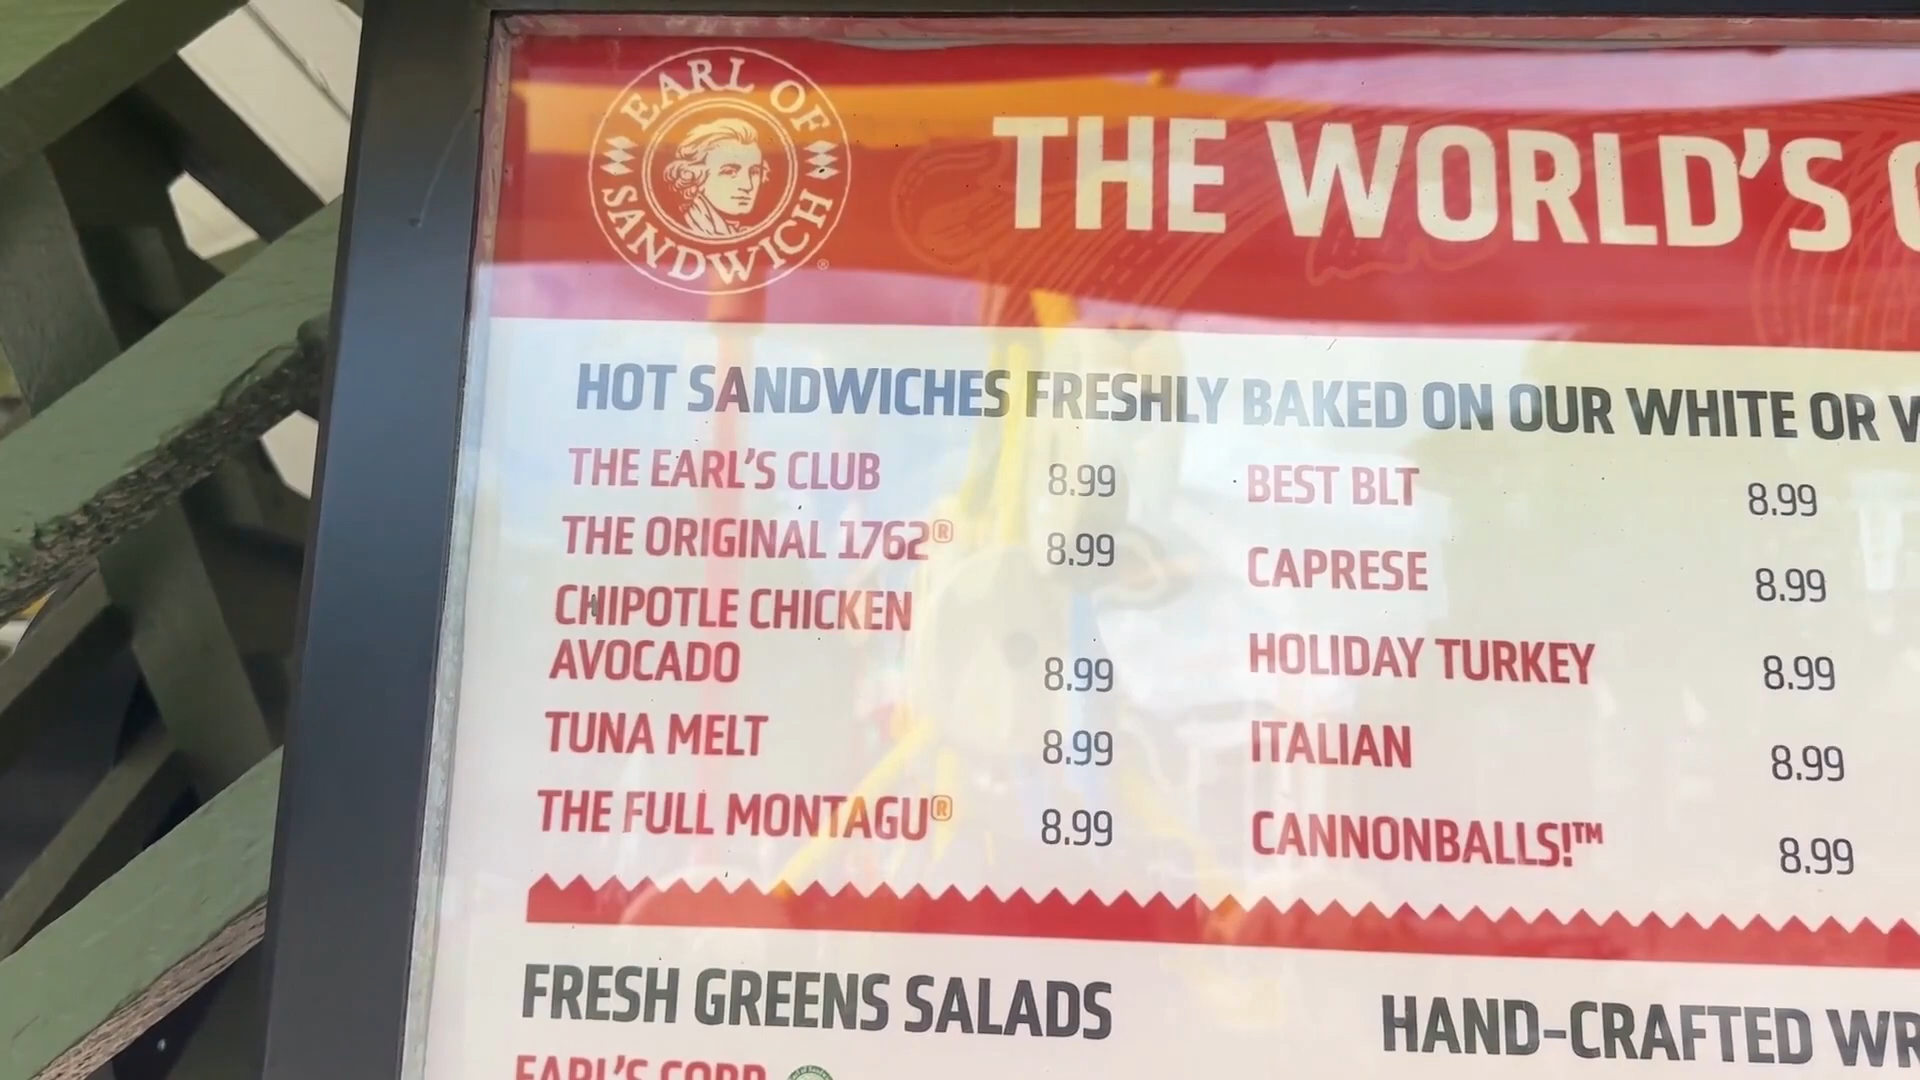 EARL OF SANDWICH®
THE WORLD'S
HOT SANDWICHES FRESHLY BAKED ON OUR WHITE OR
THE EARL'S CLUB 8.99
THE ORIGINAL 1762® 8.99
CHIPOTLE CHICKEN
AVOCADO 8.99
TUNA MELT 8.99
THE FULL MONTAGU® 8.99
BEST BLT 8.99
CAPRESE 8.99
HOLIDAY TURKEY 8.99
ITALIAN 8.99
CANNONBALLS!™ 8.99
FRESH GREENS SALADS
EARL'S COBB
HAND-CRAFTED